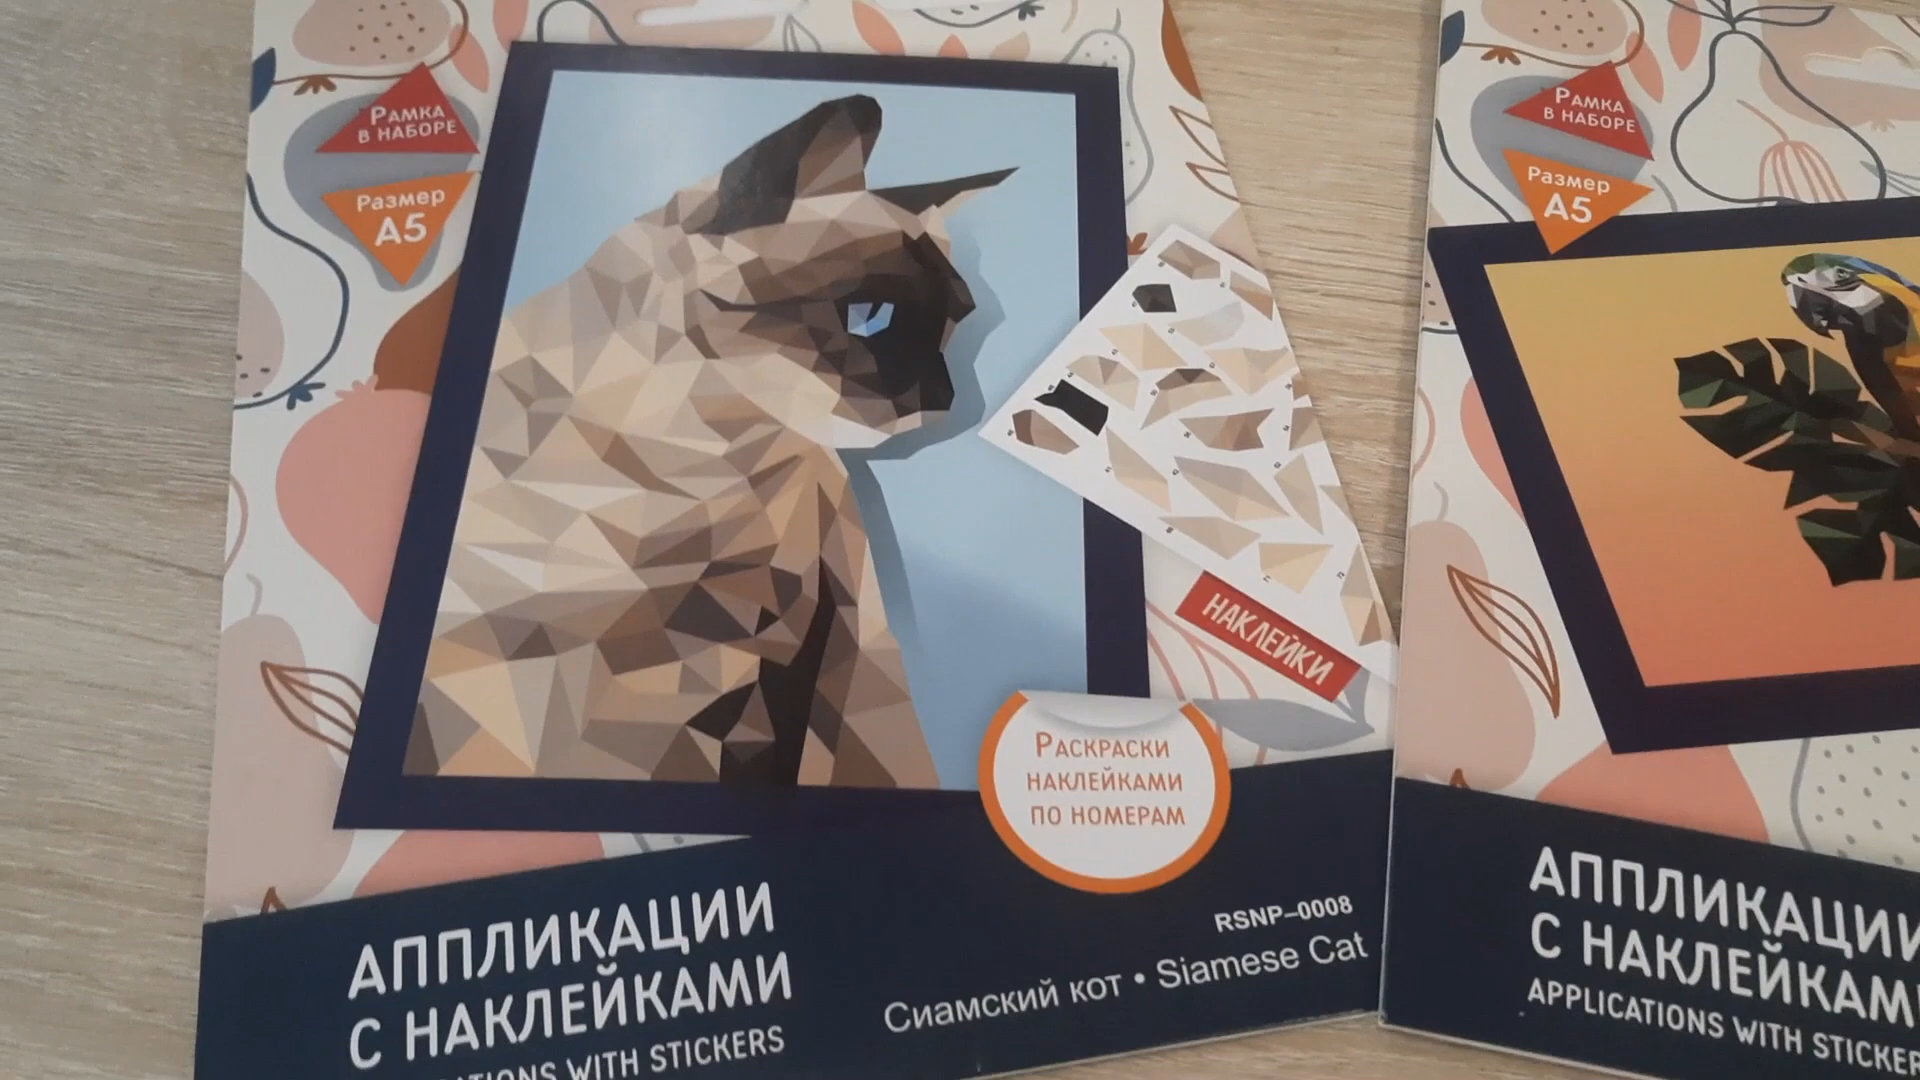 РАМКА
В НАБОРЕ
Размер
А5
НАКЛЕЙКИ
РАСКРАСКИ
НАКЛЕЙКАМИ
ПО НОМЕРАМ
RSNP–0008
Сиамский кот • Siamese Cat
АППЛИКАЦИИ
С НАКЛЕЙКАМИ
WITH STICKERS
РАМКА
В НАБОРЕ
Размер
А5
АППЛИКАЦИИ
С НАКЛЕЙКАМИ
APPLICATIONS WITH STICKER